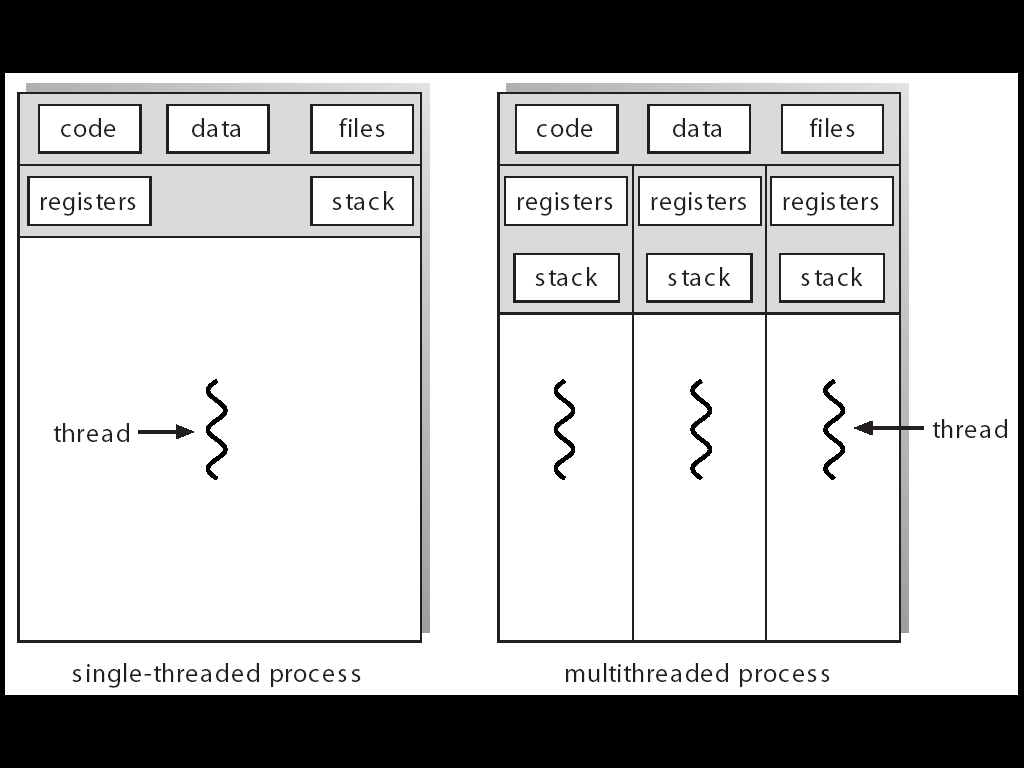 code data files
registers stack
thread
single-threaded process
code data files
registers registers registers
stack stack stack
thread
multithreaded process